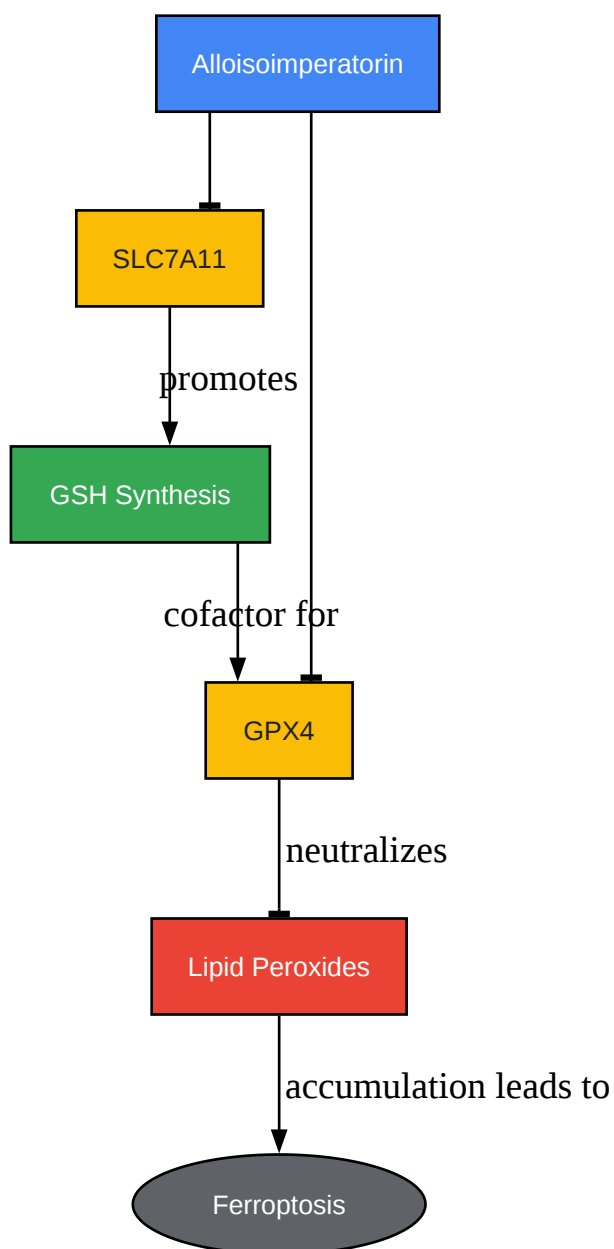 Alloisoimperatorin
SLC7A11
promotes
GSH Synthesis
cofactor for
GPX4
neutralizes
Lipid Peroxides
accumulation leads to
Ferroptosis